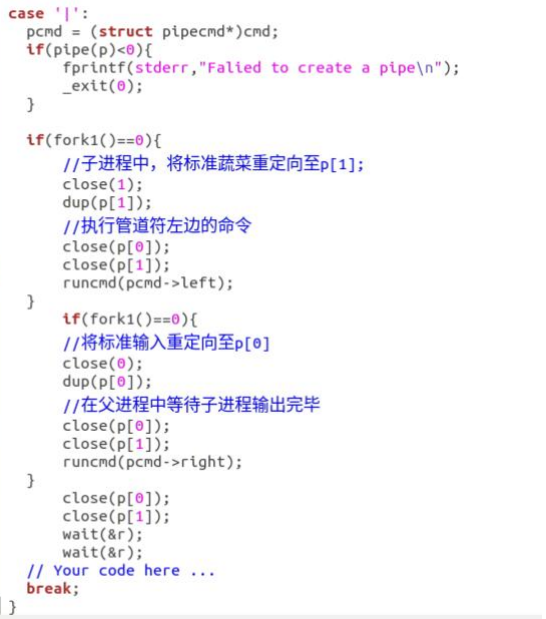 case '|':
pcmd = (struct pipecmd*)cmd;
if(pipe(p)<0){
fprintf(stderr,"Falied to create a pipe\n");
_exit(0);
}
if(fork1()==0){
//子进程中，将标准蔬菜重定向至p[1];
close(1);
dup(p[1]);
//执行管道符左边的命令
close(p[0]);
close(p[1]);
runcmd(pcmd->left);
}
if(fork1()==0){
//将标准输入重定向至p[0]
close(0);
dup(p[0]);
//在父进程中等待子进程输出完毕
close(p[0]);
close(p[1]);
runcmd(pcmd->right);
}
close(p[0]);
close(p[1]);
wait(&r);
wait(&r);
// Your code here ...
break;
}